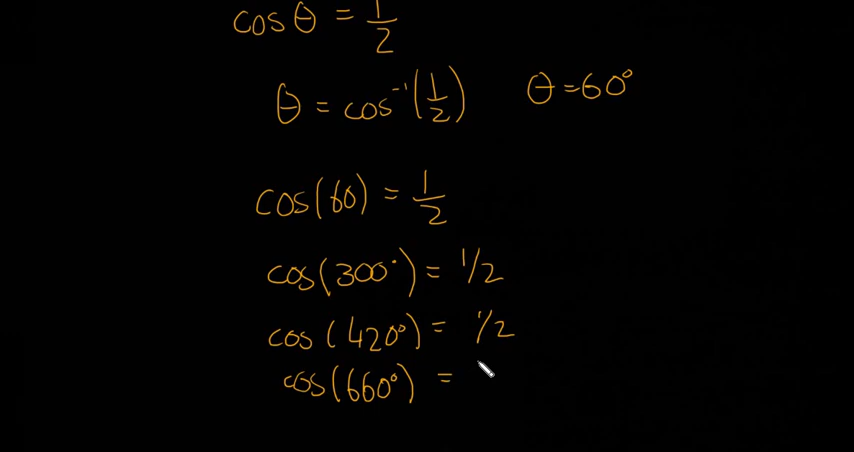 cosθ = 1/2
θ = cos⁻¹(1/2) θ=60°
cos(60) = 1/2
cos(300°) = 1/2
cos(420°) = 1/2
cos(660°) =